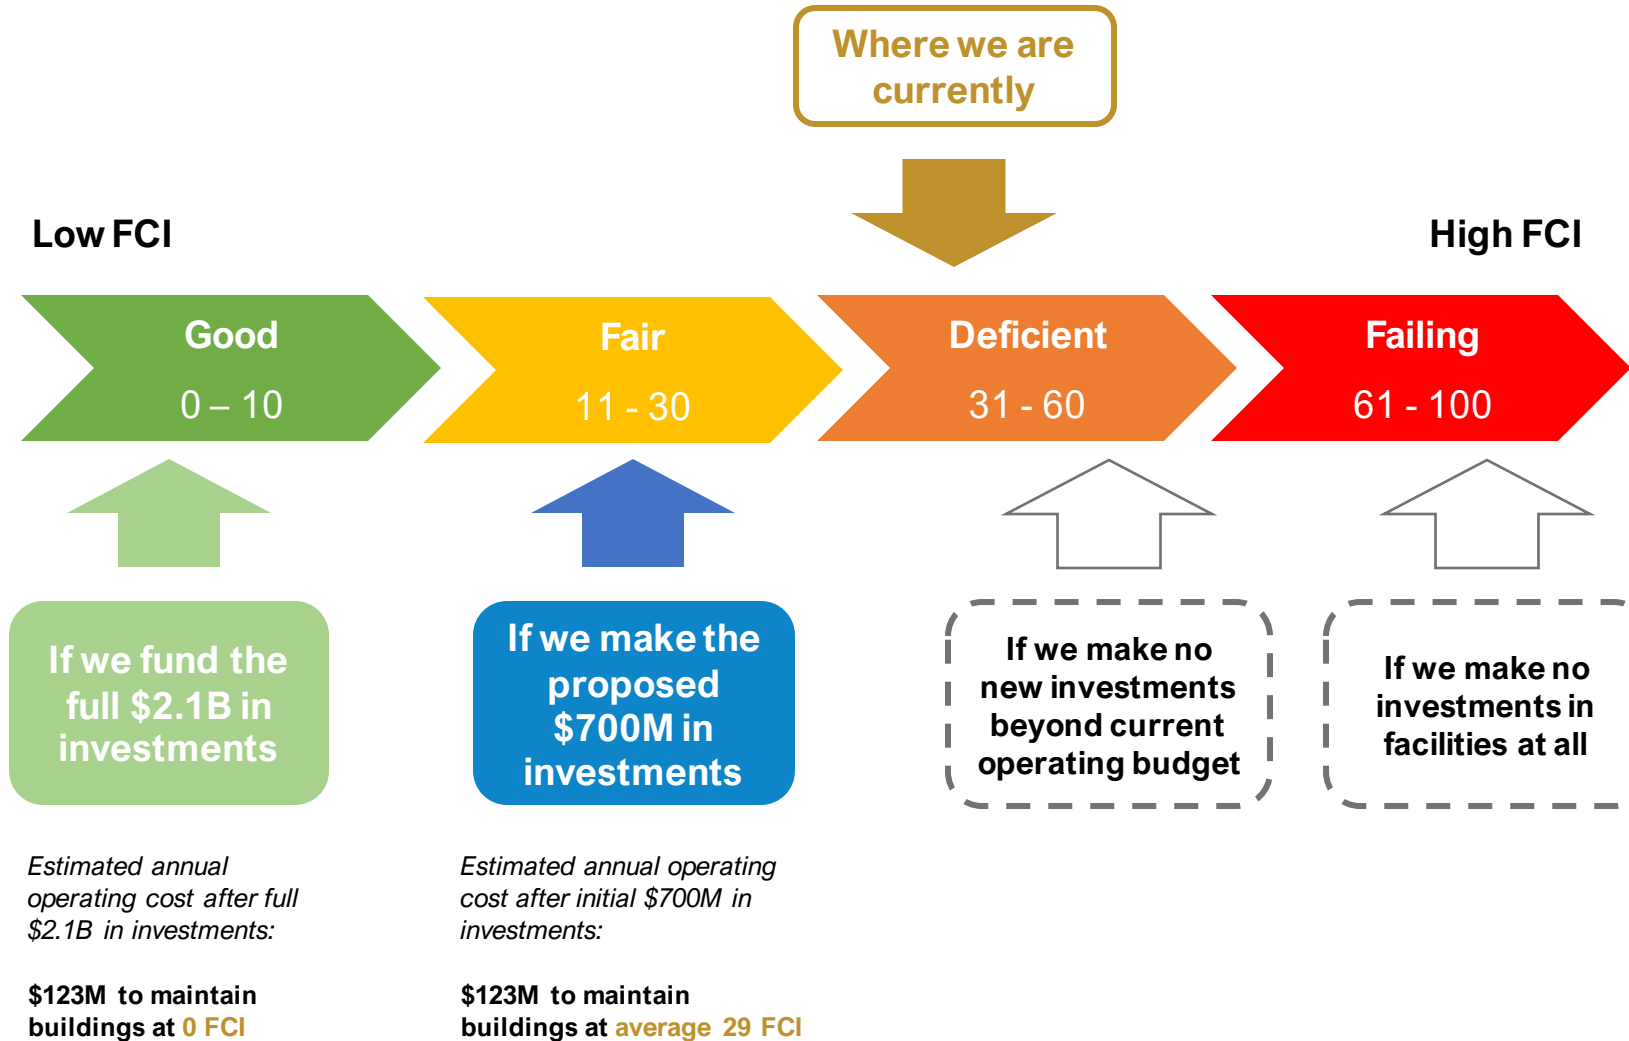 Where we are
currently
Low FCI
High FCI
Good
0 – 10
Fair
11 - 30
Deficient
31 - 60
Failing
61 - 100
If we fund the
full $2.1B in
investments
If we make the
proposed
$700M in
investments
If we make no
new investments
beyond current
operating budget
If we make no
investments in
facilities at all
Estimated annual
operating cost after full
$2.1B in investments:
$123M to maintain
buildings at 0 FCI
Estimated annual operating
cost after initial $700M in
investments:
$123M to maintain
buildings at average 29 FCI